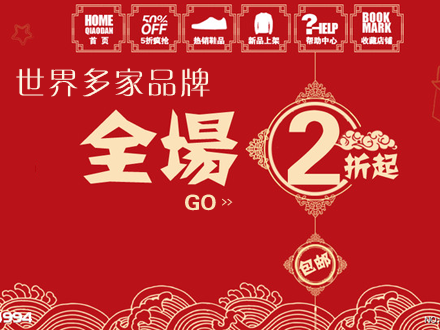 HOME
QIAODAN
首 页
50%
OFF
5折疯抢
热销鞋品
新品上架
?HELP
帮助中心
BOOK
MARK
收藏店铺
世界多家品牌
全場
2
折起
GO »
包邮